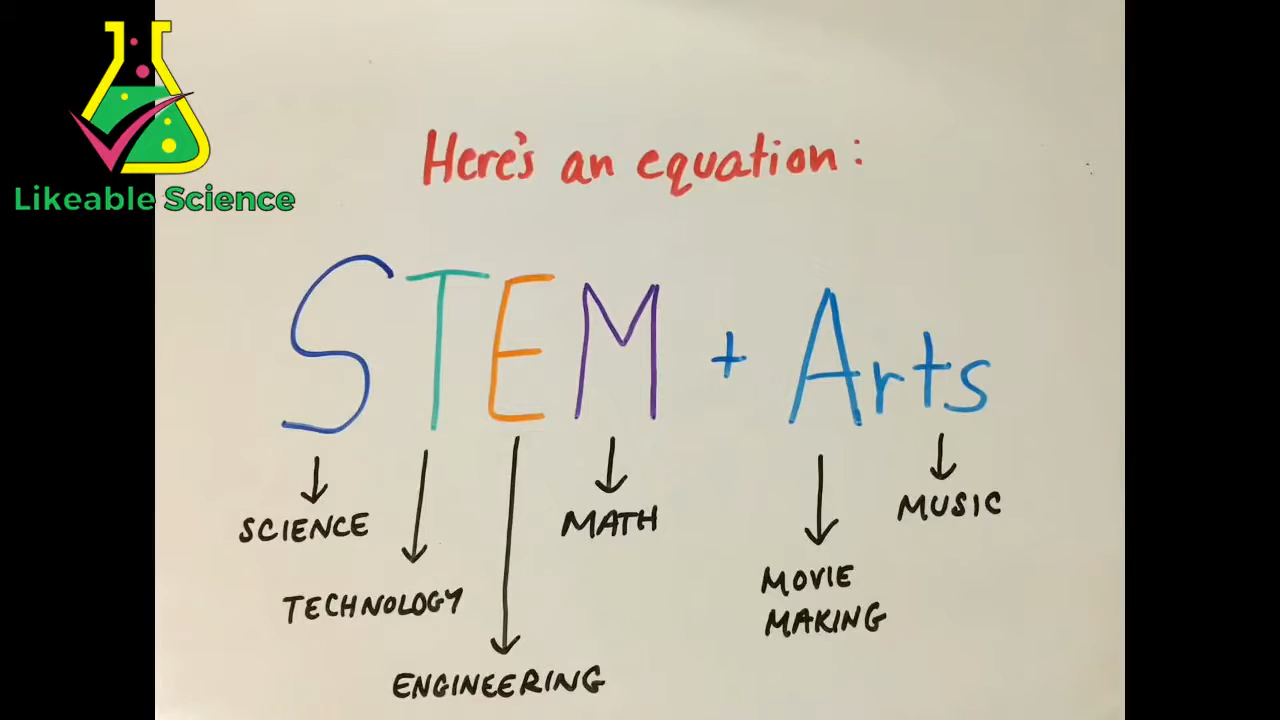 Likeable Science
Here's an equation:
STEM + Arts
SCIENCE
TECHNOLOGY
ENGINEERING
MATH
MOVIE
MAKING
MUSIC